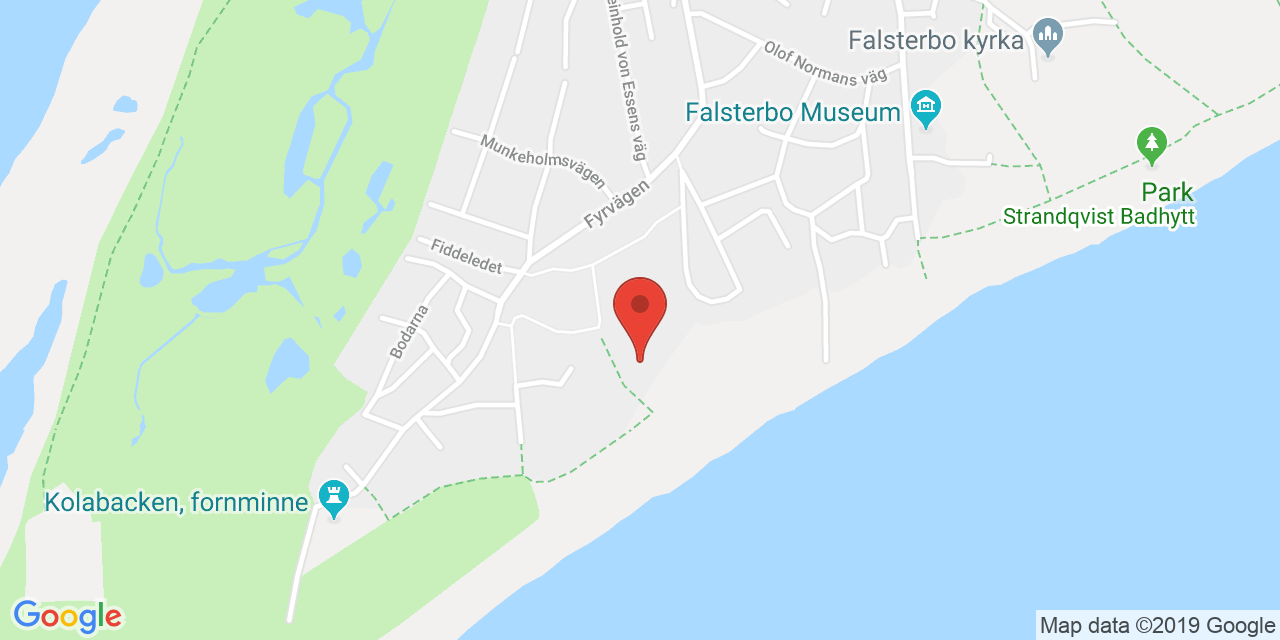 einhold von Essens väg
Olof Normans väg
Falsterbo kyrka
Falsterbo Museum
Munkeholmsvägen
Fyrvägen
Park
Strandqvist Badhytt
Fiddeledet
Bodarna
Kolabacken, fornminne
Google
Map data ©2019 Google